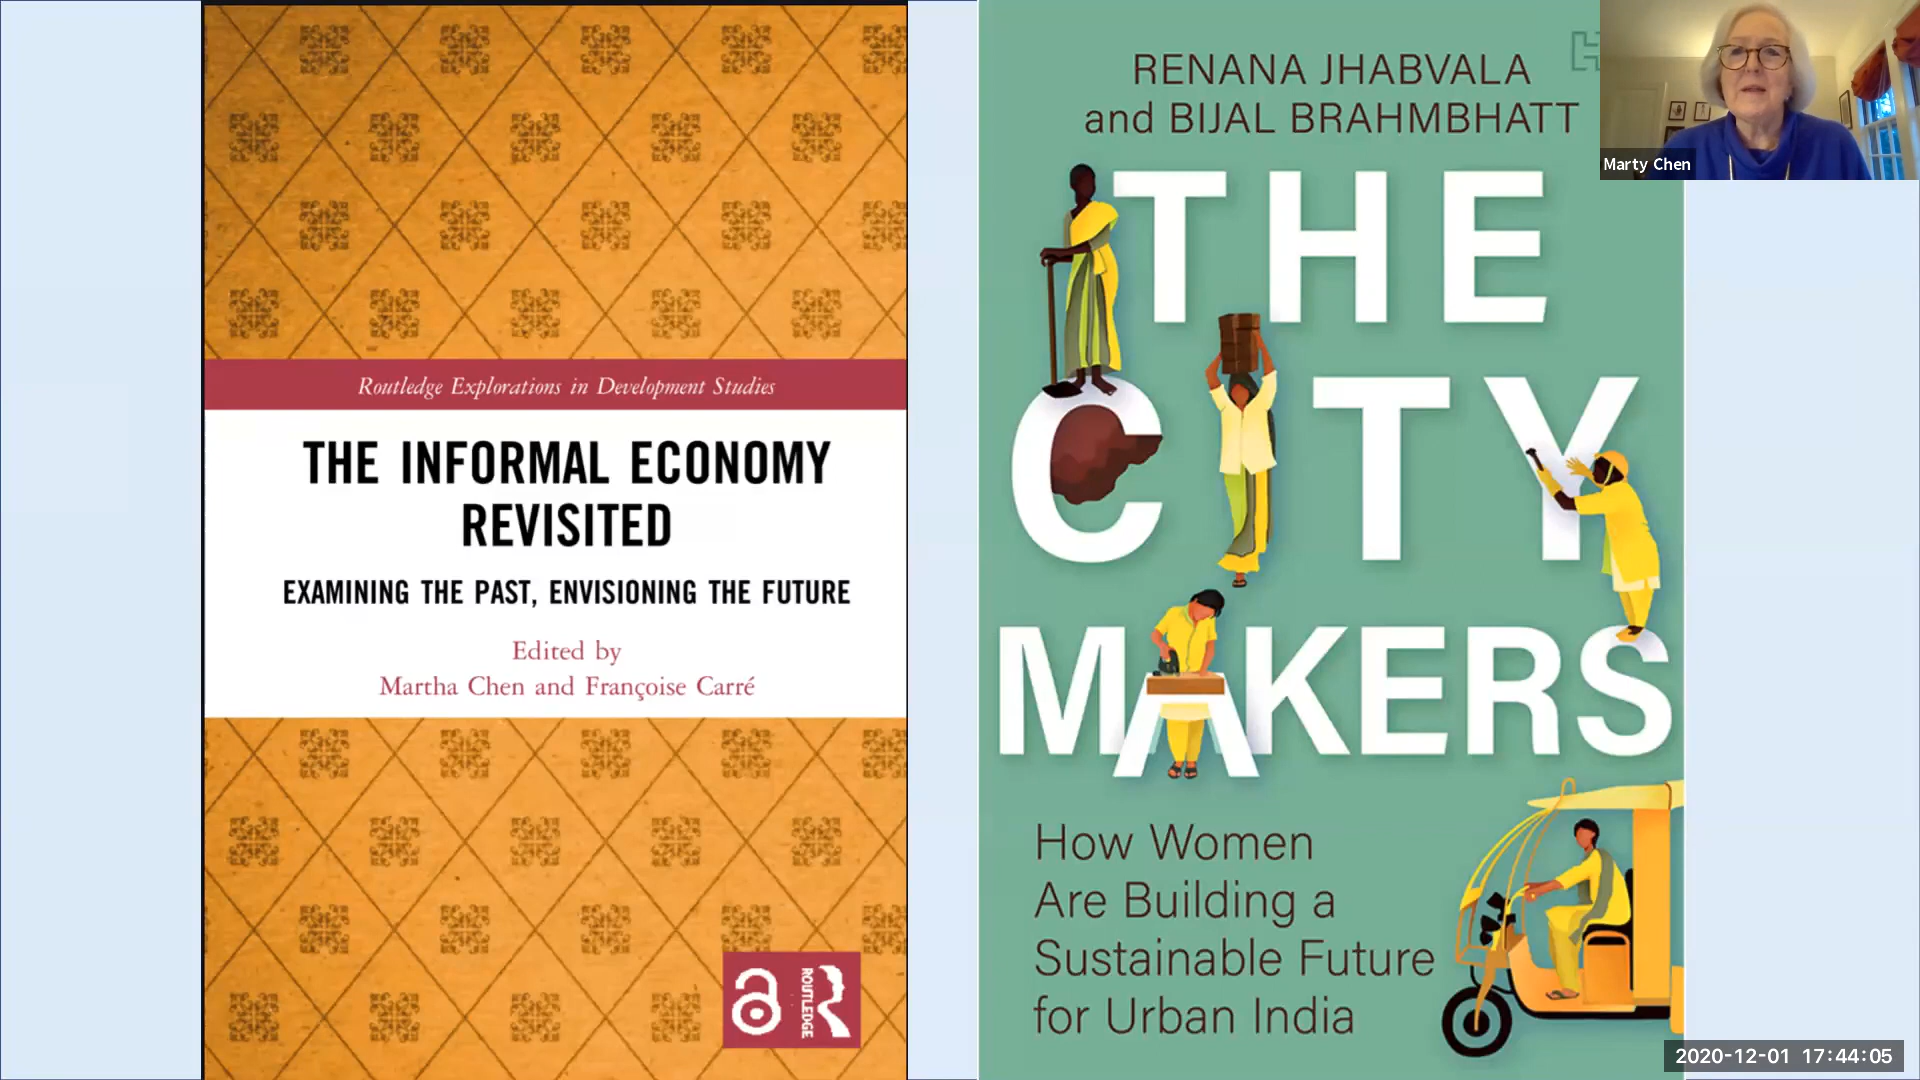 Routledge Explorations in Development Studies
THE INFORMAL ECONOMY
REVISITED
EXAMINING THE PAST, ENVISIONING THE FUTURE
Edited by
Martha Chen and Françoise Carré
ROUTLEDGE
RENANA JHABVALA
and BIJAL BRAHMBHATT
THE
CITY
MAKERS
How Women
Are Building a
Sustainable Future
for Urban India
Marty Chen
2020-12-01 17:44:05